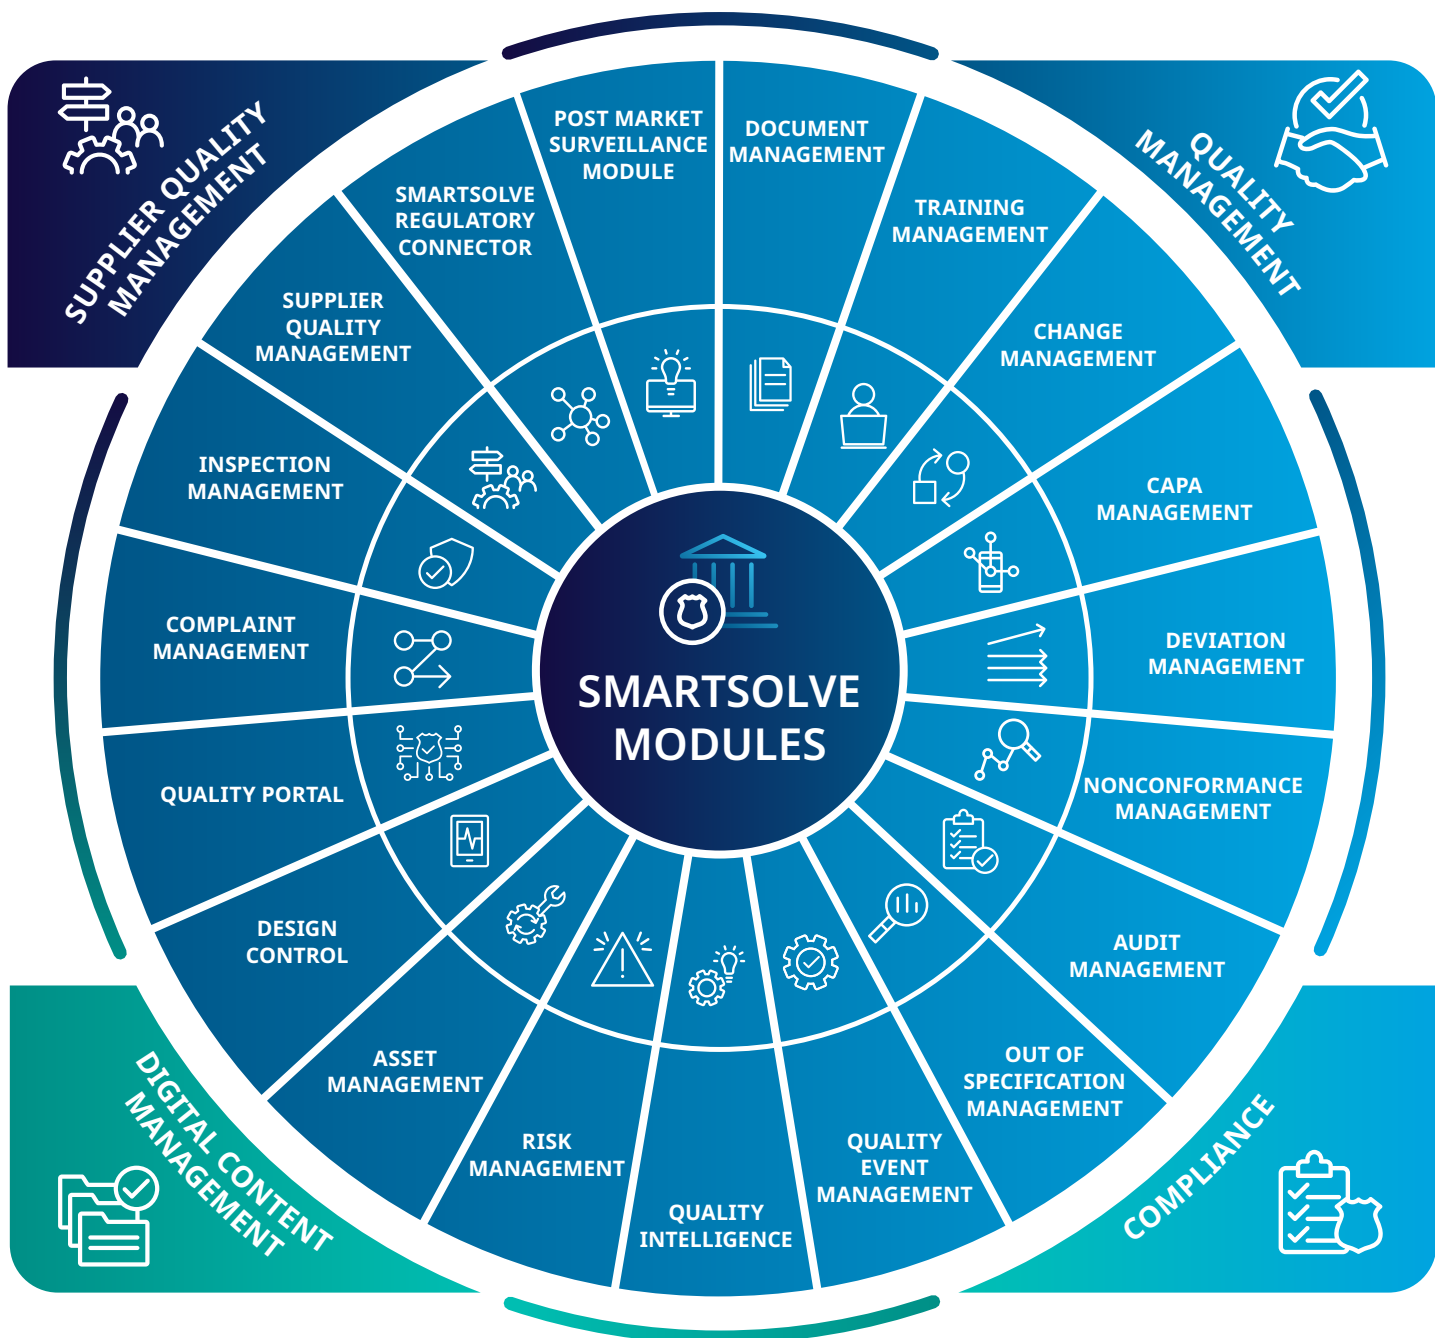 SUPPLIER QUALITY
MANAGEMENT
QUALITY
MANAGEMENT
POST MARKET
SURVEILLANCE
MODULE
DOCUMENT
MANAGEMENT
TRAINING
MANAGEMENT
CHANGE
MANAGEMENT
CAPA
MANAGEMENT
DEVIATION
MANAGEMENT
NONCONFORMANCE
MANAGEMENT
AUDIT
MANAGEMENT
OUT OF
SPECIFICATION
MANAGEMENT
QUALITY
EVENT
MANAGEMENT
QUALITY
INTELLIGENCE
RISK
MANAGEMENT
ASSET
MANAGEMENT
DESIGN
CONTROL
QUALITY PORTAL
COMPLAINT
MANAGEMENT
INSPECTION
MANAGEMENT
SUPPLIER
QUALITY
MANAGEMENT
SMARTSOLVE
REGULATORY
CONNECTOR
SMARTSOLVE
MODULES
DIGITAL CONTENT
MANAGEMENT
COMPLIANCE